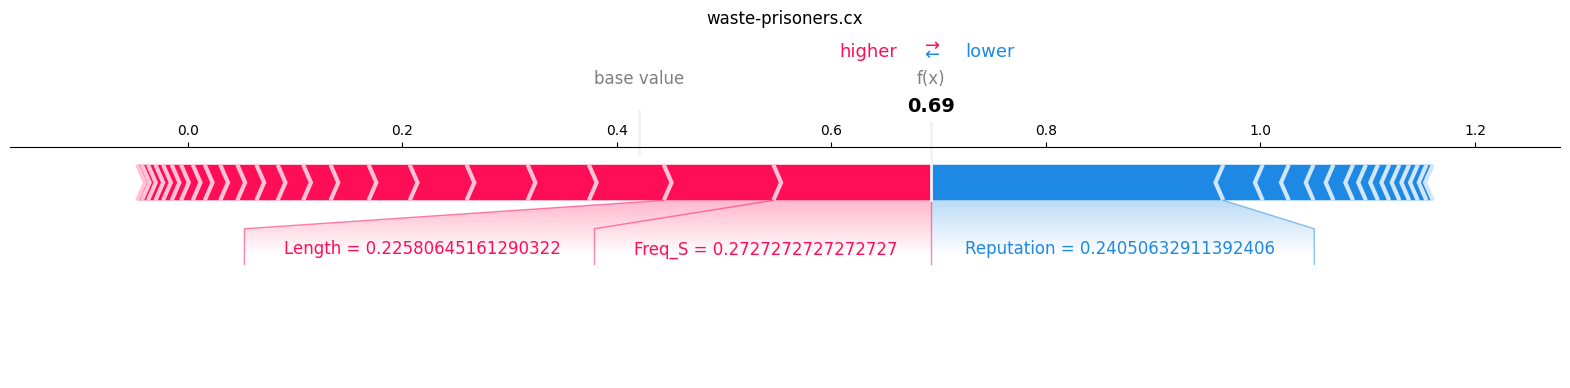 waste-prisoners.cx
higher → ← lower
base value f(x)
0.69
0.0 0.2 0.4 0.6 0.8 1.0 1.2
Length = 0.22580645161290322 Freq_S = 0.2727272727272727 Reputation = 0.24050632911392406